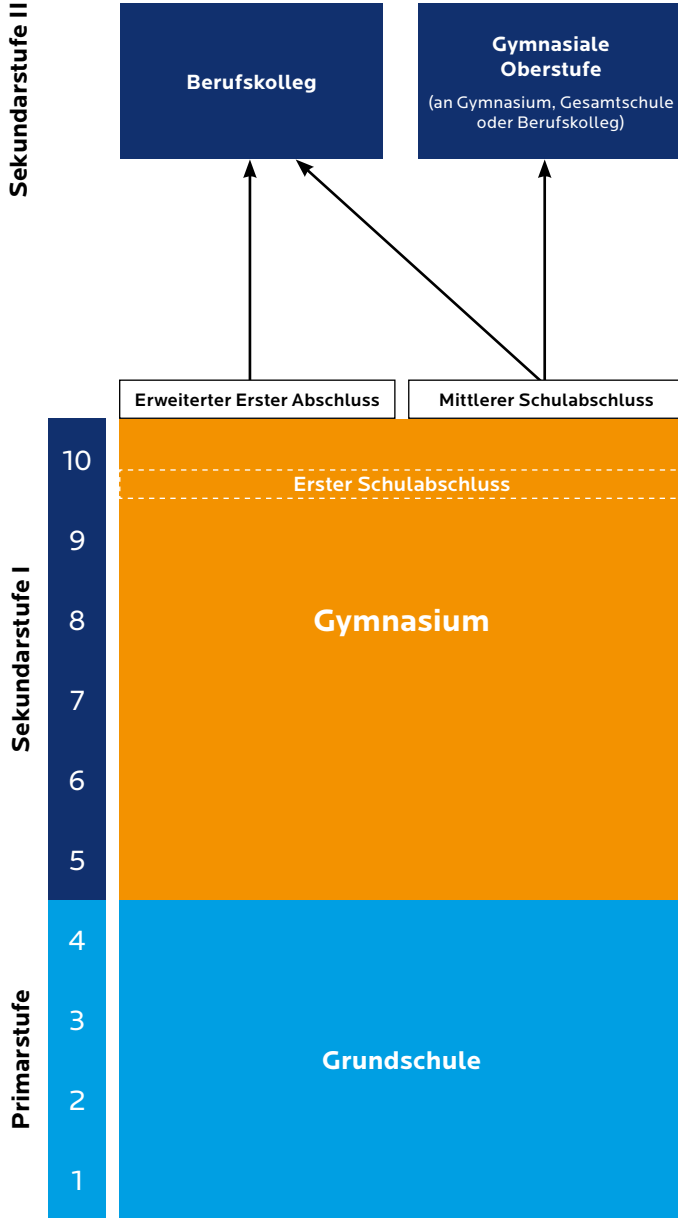 Sekundarstufe II
Berufskolleg
Gymnasiale
Oberstufe
(an Gymnasium, Gesamtschule
oder Berufskolleg)
Erweiterter Erster Abschluss
Mittlerer Schulabschluss
Sekundarstufe I
10
Erster Schulabschluss
9
8
Gymnasium
7
6
5
Primarstufe
4
3
Grundschule
2
1